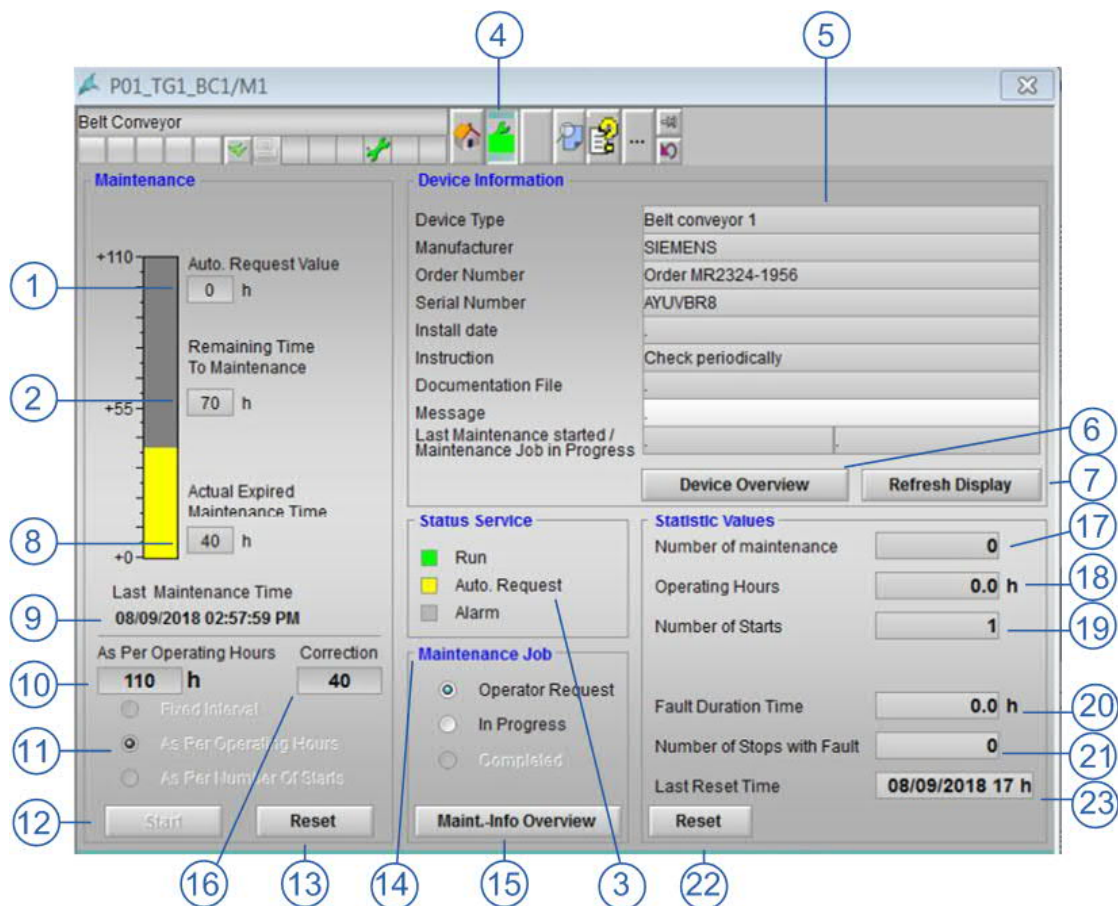 4
5
P01_TG1_BC1/M1
Belt Conveyor
...
Maintenance
+110
1
Auto. Request Value
0 h
Remaining Time
To Maintenance
2
+55
70 h
Actual Expired
Maintenance Time
8
40 h
+0
Last Maintenance Time
9
08/09/2018 02:57:59 PM
As Per Operating Hours Correction
10
110 h 40
Fixed Interval
11
As Per Operating Hours
As Per Number Of Starts
12
Start Reset
16
13
Device Information
Device Type Belt conveyor 1
Manufacturer SIEMENS
Order Number Order MR2324-1956
Serial Number AYUVBR8
Install date .
Instruction Check periodically
Documentation File .
Message .
Last Maintenance started / . .
Maintenance Job in Progress
6
Device Overview Refresh Display
7
Status Service
Run
Auto. Request
Alarm
Maintenance Job
Operator Request
In Progress
Completed
Maint.-Info Overview
14
15
3
Statistic Values
17
Number of maintenance 0
Operating Hours 0.0 h
18
Number of Starts 1
19
Fault Duration Time 0.0 h
20
Number of Stops with Fault 0
21
Last Reset Time 08/09/2018 17 h
23
Reset
22